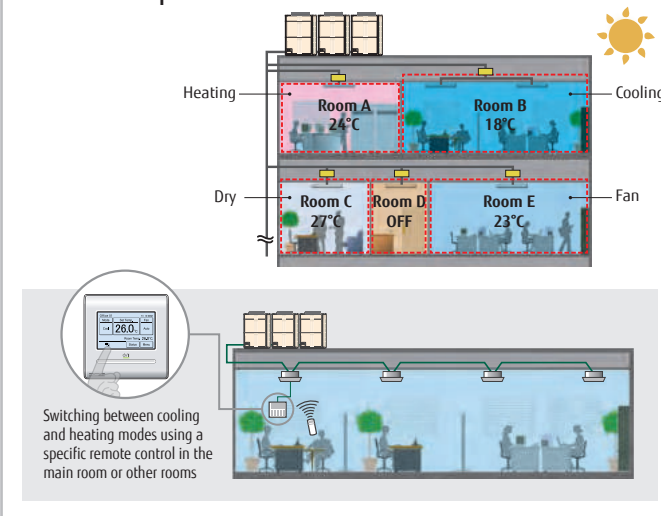 Heating
Room A
24°C
Room B
18°C
Cooling
Dry
Room C
27°C
Room D
OFF
Room E
23°C
Fan
26.0
Switching between cooling
and heating modes using a
specific remote control in the
main room or other rooms